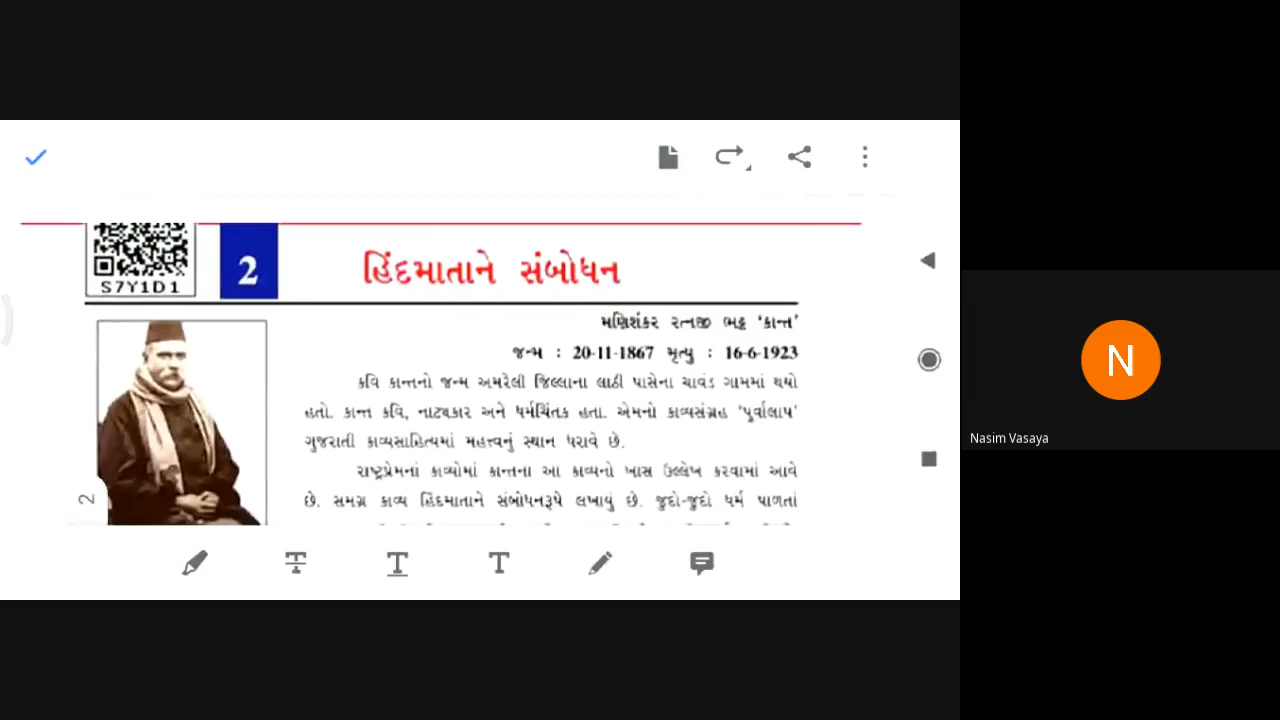 S7Y1D1
2
હિંદમાતાને સંબોધન
મણિશંકર રત્નજી ભટ્ટ ‘કાન્ત’
જન્મ : 20-11-1867 મૃત્યુ : 16-6-1923
કવિ કાન્તનો જન્મ અમરેલી જિલ્લાના લાઠી પાસેના ચાવંડ ગામમાં થયો
હતો. કાન્ત કવિ, નાટ્યકાર અને ધર્મચિંતક હતા. એમનો કાવ્યસંગ્રહ ‘પુર્વાલાપ’
ગુજરાતી કાવ્યસાહિત્યમાં મહત્ત્વનું સ્થાન ધરાવે છે.
રાષ્ટ્રપ્રેમનાં કાવ્યોમાં કાન્તના આ કાવ્યનો ખાસ ઉલ્લેખ કરવામાં આવે
છે. સમગ્ર કાવ્ય હિંદમાતાને સંબોધનરૂપે લખાયું છે. જુદો-જુદો ધર્મ પાળતાં
2
T
T
T
N
Nasim Vasaya